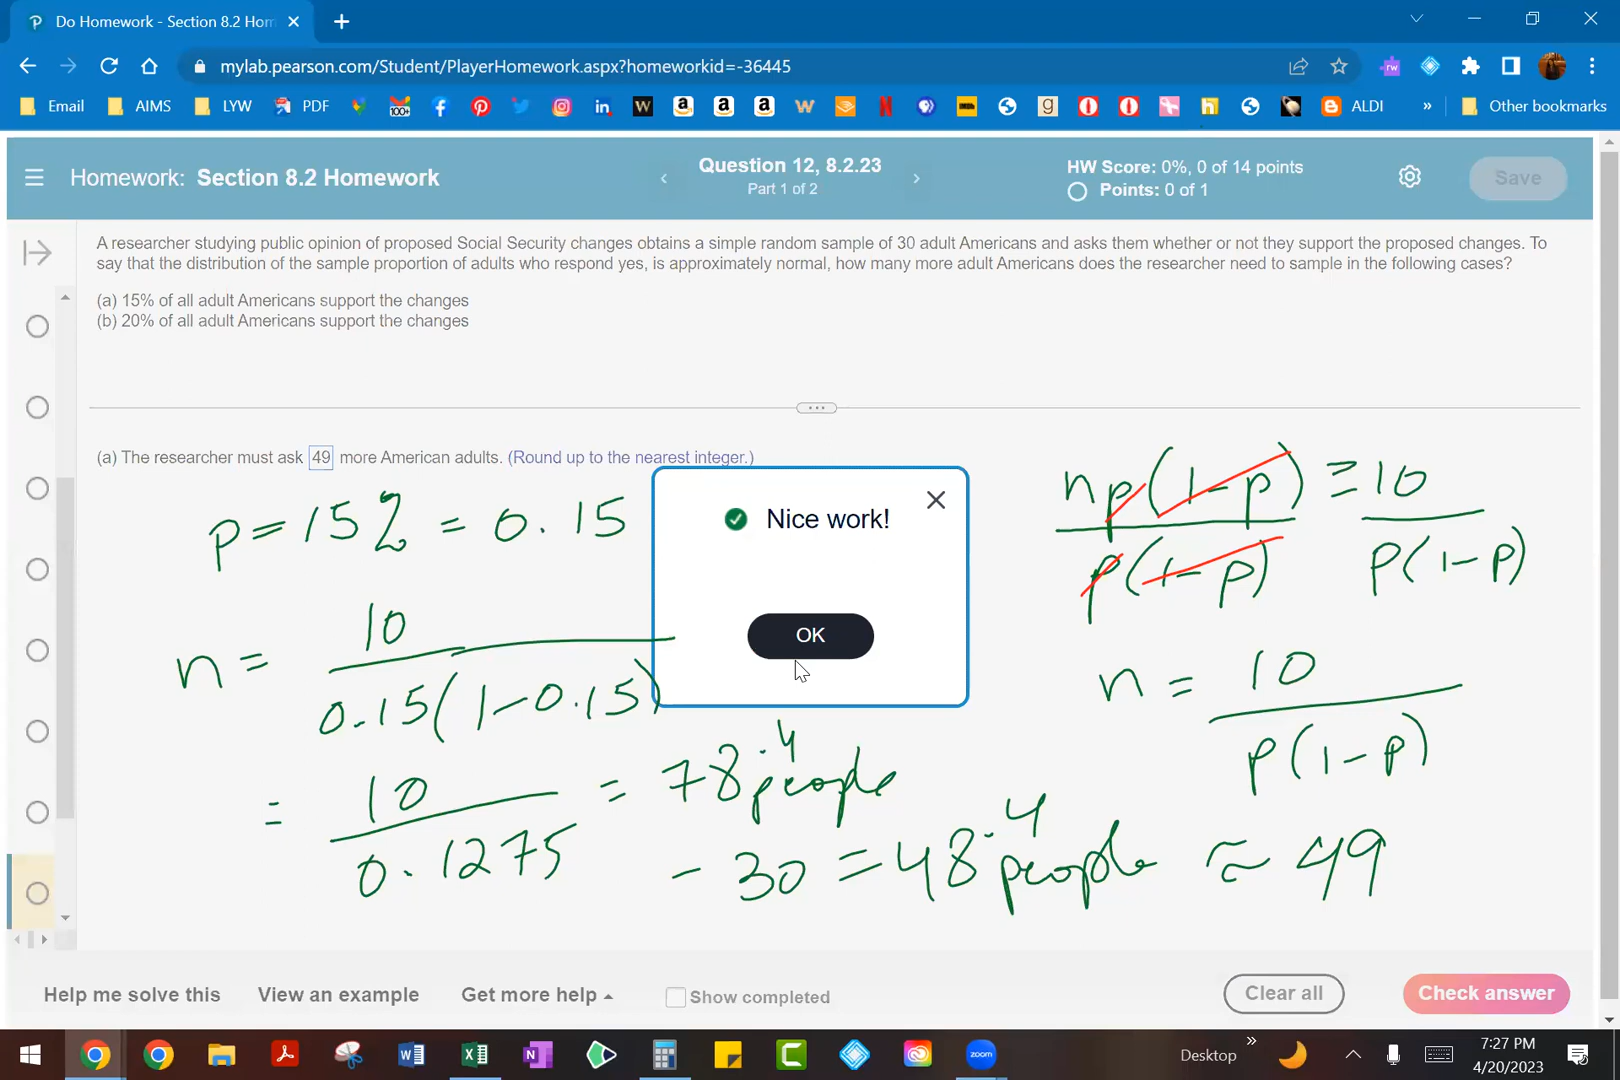 Do Homework - Section 8.2 Hom
mylab.pearson.com/Student/PlayerHomework.aspx?homeworkid=-36445
Email AIMS LYW PDF ALDI » Other bookmarks
Homework: Section 8.2 Homework
Question 12, 8.2.23
Part 1 of 2
HW Score: 0%, 0 of 14 points
Points: 0 of 1
Save
A researcher studying public opinion of proposed Social Security changes obtains a simple random sample of 30 adult Americans and asks them whether or not they support the proposed changes. To
say that the distribution of the sample proportion of adults who respond yes, is approximately normal, how many more adult Americans does the researcher need to sample in the following cases?
(a) 15% of all adult Americans support the changes
(b) 20% of all adult Americans support the changes
(a) The researcher must ask 49 more American adults. (Round up to the nearest integer.)
p = 15% = 0.15
n = 10
0.15(1-0.15)
= 10
0.1275
= 78.4 people
- 30 = 48.4 people ≈ 49
Nice work!
OK
np(1-p) ≥ 10
p(1-p) p(1-p)
n = 10
p(1-p)
Help me solve this View an example Get more help Show completed
Clear all Check answer
Desktop » 7:27 PM
4/20/2023
zoom